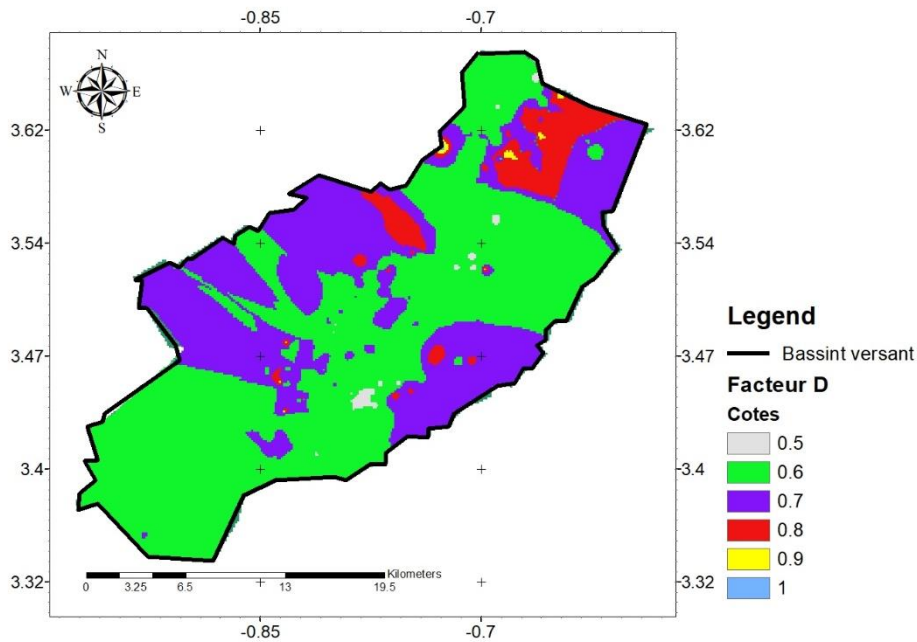 -0.85 -0.7
N
W E
S
3.62 3.62
3.54 3.54
3.47 3.47
3.4 3.4
3.32 3.32
Kilometers
0 3.25 6.5 13 19.5
-0.85 -0.7
Legend
Bassint versant
Facteur D
Cotes
0.5
0.6
0.7
0.8
0.9
1